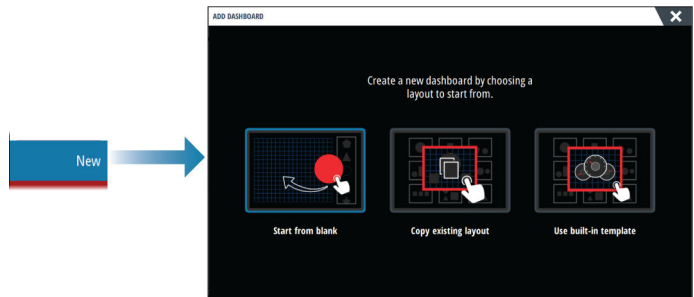 ADD DASHBOARD
Create a new dashboard by choosing a
layout to start from.
New
Start from blank
Copy existing layout
Use built-in template